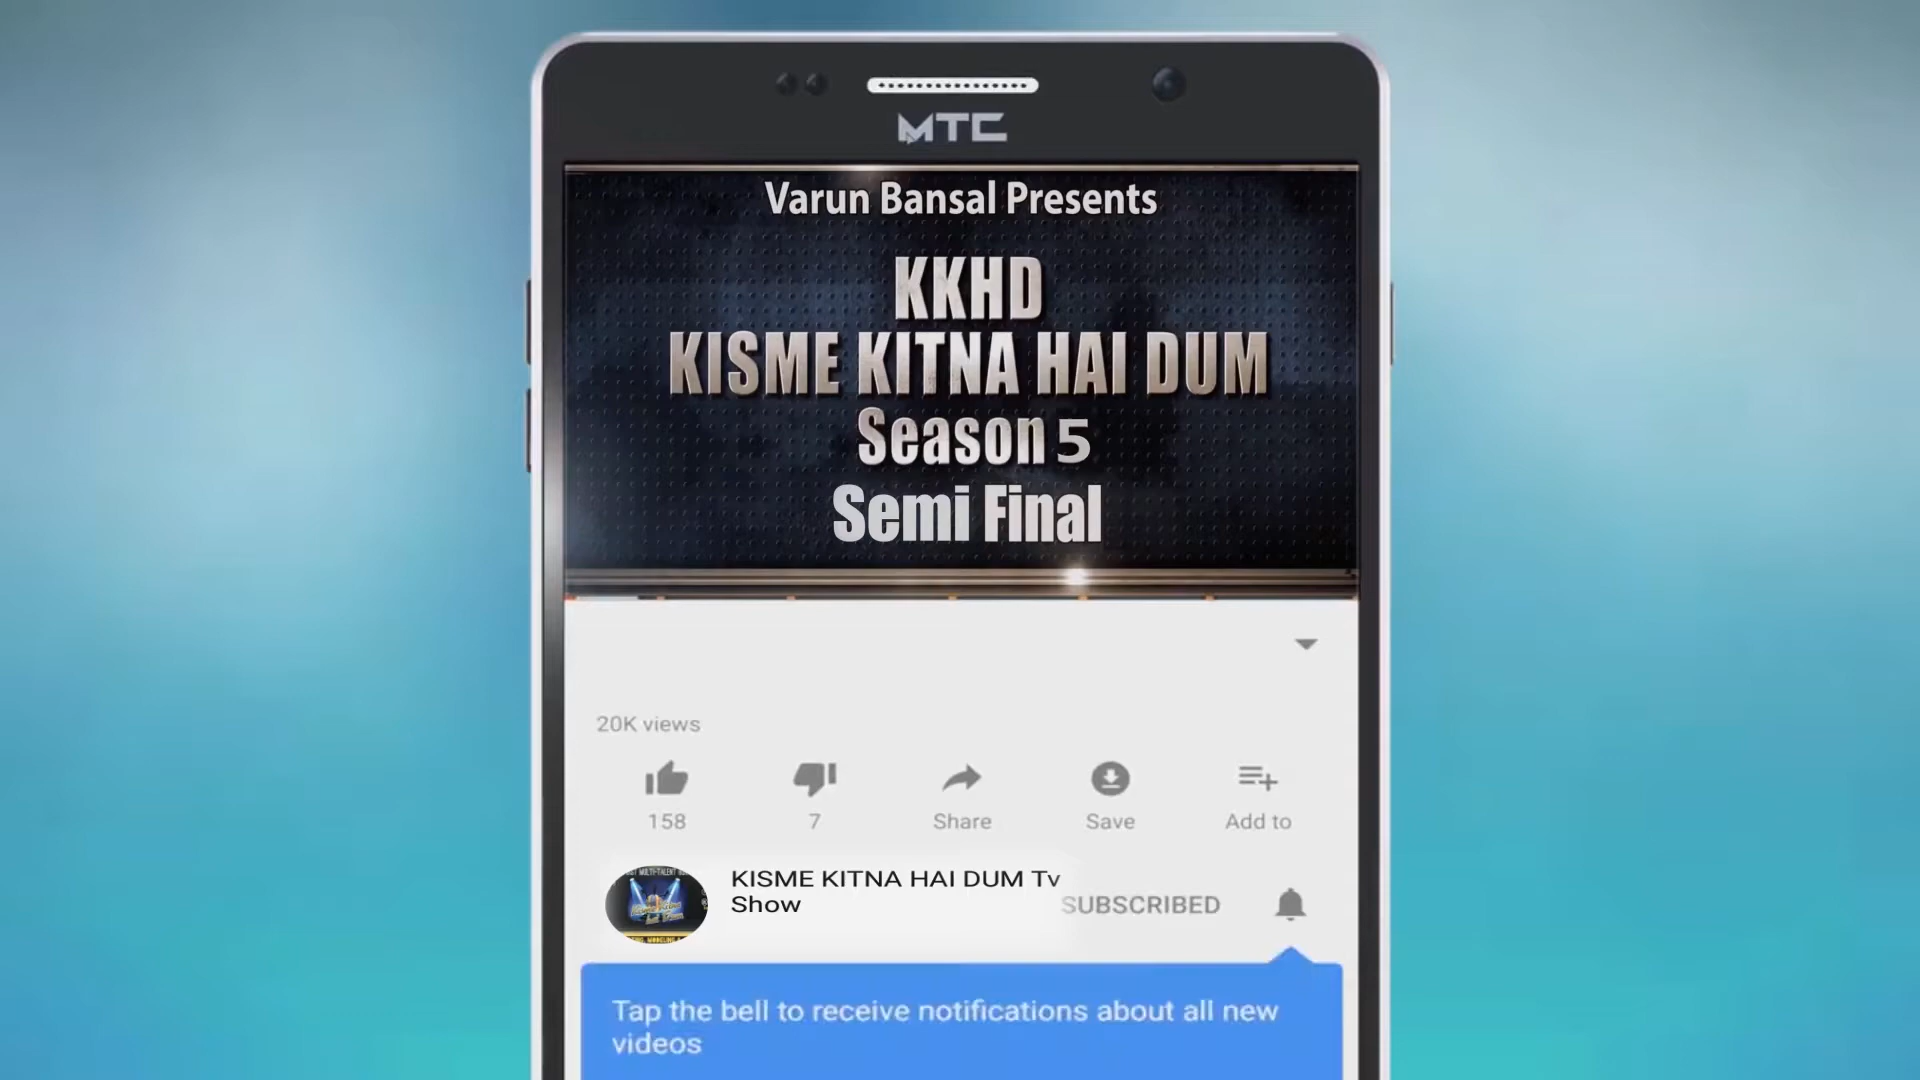 MTC
Varun Bansal Presents
KKHD
KISME KITNA HAI DUM
Season 5
Semi Final
20K views
158
7
Share
Save
Add to
KISME KITNA HAI DUM Tv
Show
SUBSCRIBED
Tap the bell to receive notifications about all new
videos